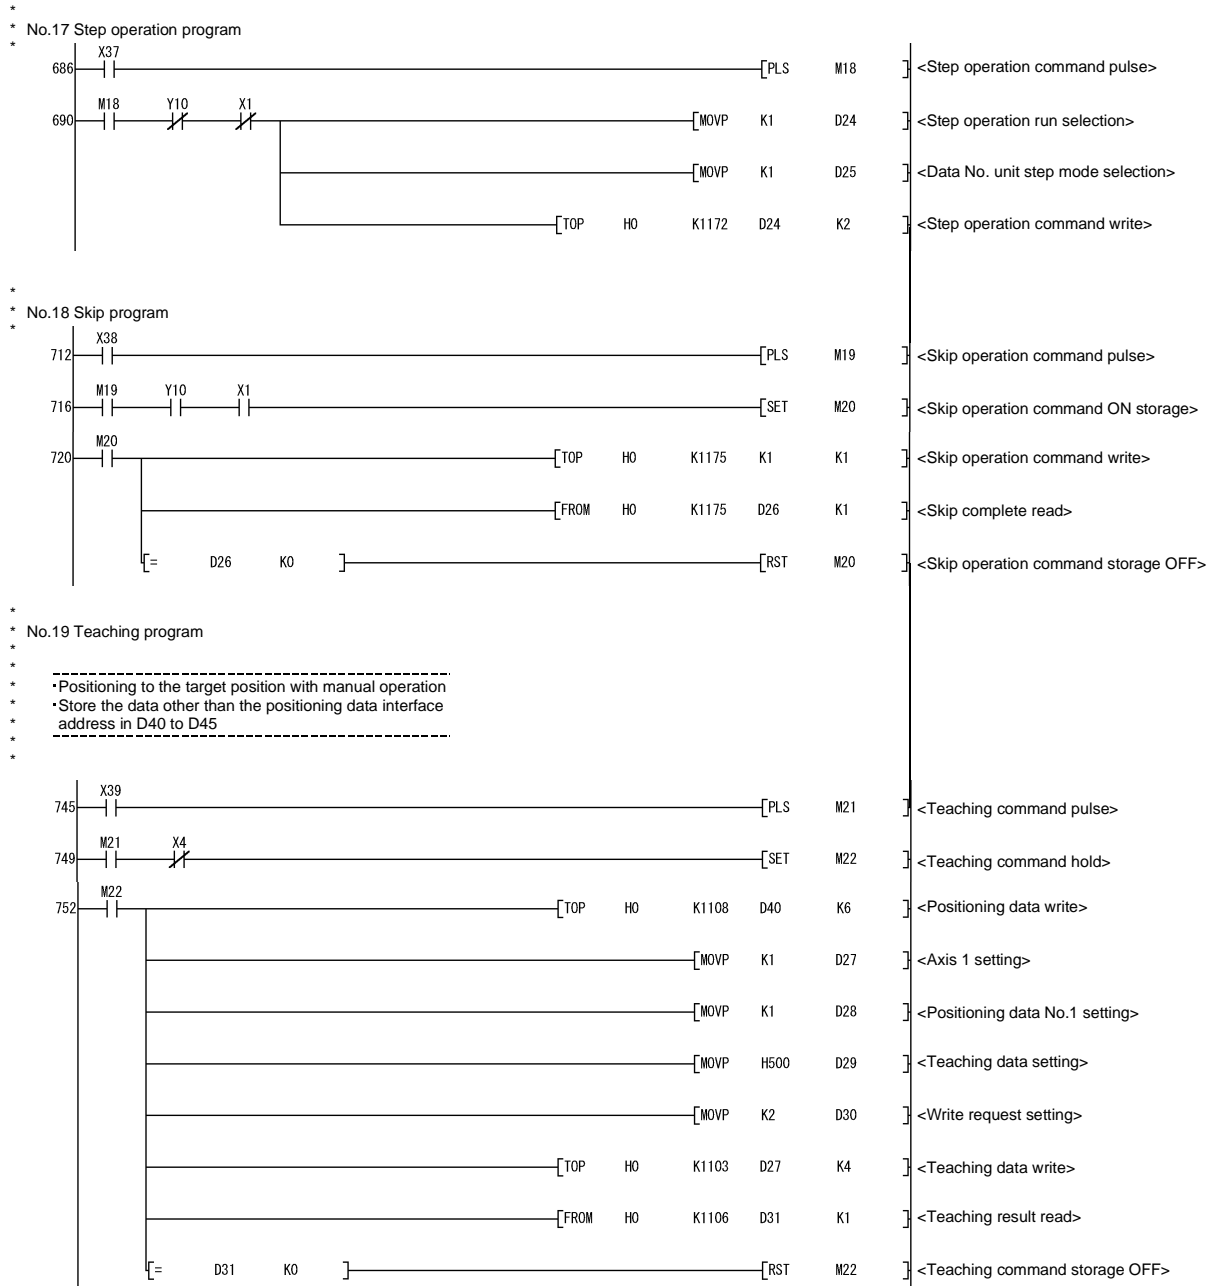 *
* No.17 Step operation program
*
X37
686 [PLS M18 ] <Step operation command pulse>
M18 Y10 X1
690 [MOVP K1 D24 ] <Step operation run selection>
[MOVP K1 D25 ] <Data No. unit step mode selection>
[TOP H0 K1172 D24 K2 ] <Step operation command write>
*
* No.18 Skip program
*
X38
712 [PLS M19 ] <Skip operation command pulse>
M19 Y10 X1
716 [SET M20 ] <Skip operation command ON storage>
M20
720 [TOP H0 K1175 K1 K1 ] <Skip operation command write>
[FROM H0 K1175 D26 K1 ] <Skip complete read>
[= D26 K0 ] [RST M20 ] <Skip operation command storage OFF>
*
* No.19 Teaching program
*
*
* ・Positioning to the target position with manual operation
* ・Store the data other than the positioning data interface
* address in D40 to D45
*
*
X39
745 [PLS M21 ] <Teaching command pulse>
M21 X4
749 [SET M22 ] <Teaching command hold>
M22
752 [TOP H0 K1108 D40 K6 ] <Positioning data write>
[MOVP K1 D27 ] <Axis 1 setting>
[MOVP K1 D28 ] <Positioning data No.1 setting>
[MOVP H500 D29 ] <Teaching data setting>
[MOVP K2 D30 ] <Write request setting>
[TOP H0 K1103 D27 K4 ] <Teaching data write>
[FROM H0 K1106 D31 K1 ] <Teaching result read>
[= D31 K0 ] [RST M22 ] <Teaching command storage OFF>